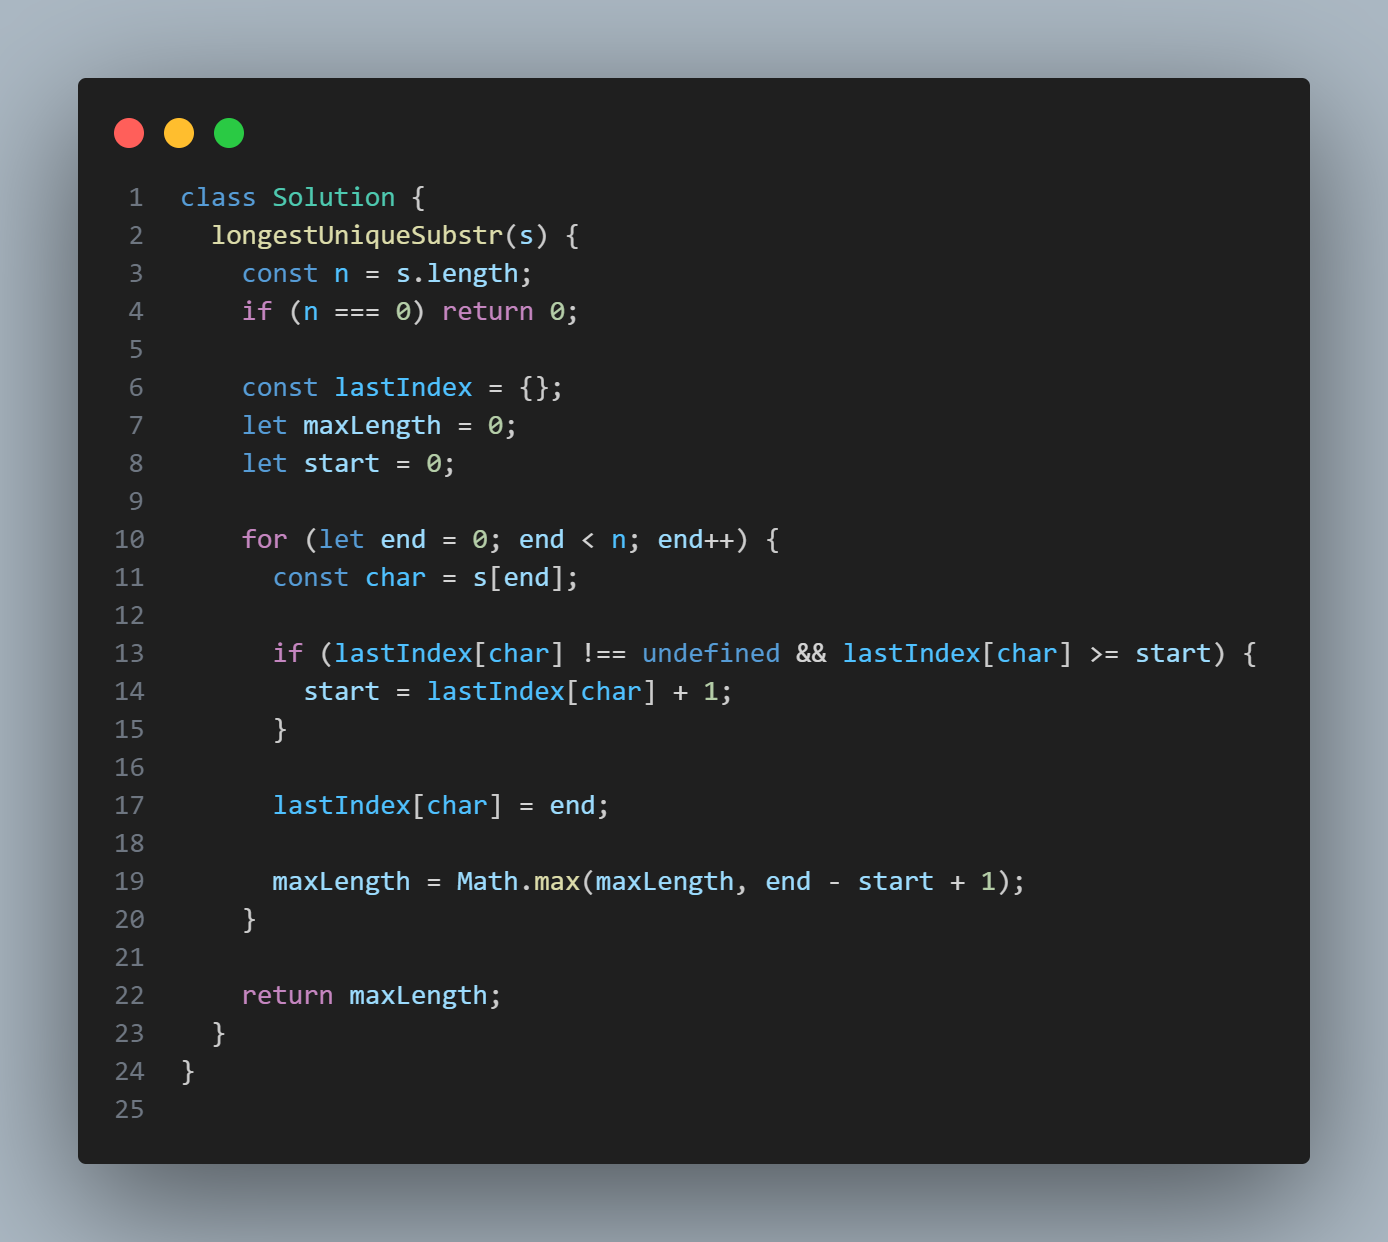 1 class Solution {
2   longestUniqueSubstr(s) {
3     const n = s.length;
4     if (n === 0) return 0;
5
6     const lastIndex = {};
7     let maxLength = 0;
8     let start = 0;
9
10     for (let end = 0; end < n; end++) {
11       const char = s[end];
12
13       if (lastIndex[char] !== undefined && lastIndex[char] >= start) {
14         start = lastIndex[char] + 1;
15       }
16
17       lastIndex[char] = end;
18
19       maxLength = Math.max(maxLength, end - start + 1);
20     }
21
22     return maxLength;
23   }
24 }
25